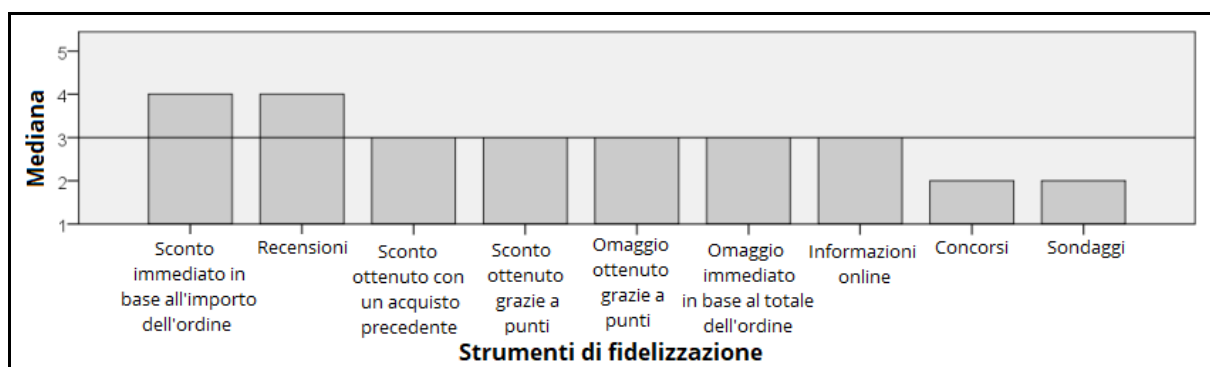 Mediana
5
4
3
2
1
Sconto
immediato in
base all'importo
dell'ordine
Recensioni
Sconto
ottenuto con
un acquisto
precedente
Sconto
ottenuto
grazie a
punti
Omaggio
ottenuto
grazie a
punti
Omaggio
immediato
in base al totale
dell'ordine
Informazioni
online
Concorsi
Sondaggi
Strumenti di fidelizzazione